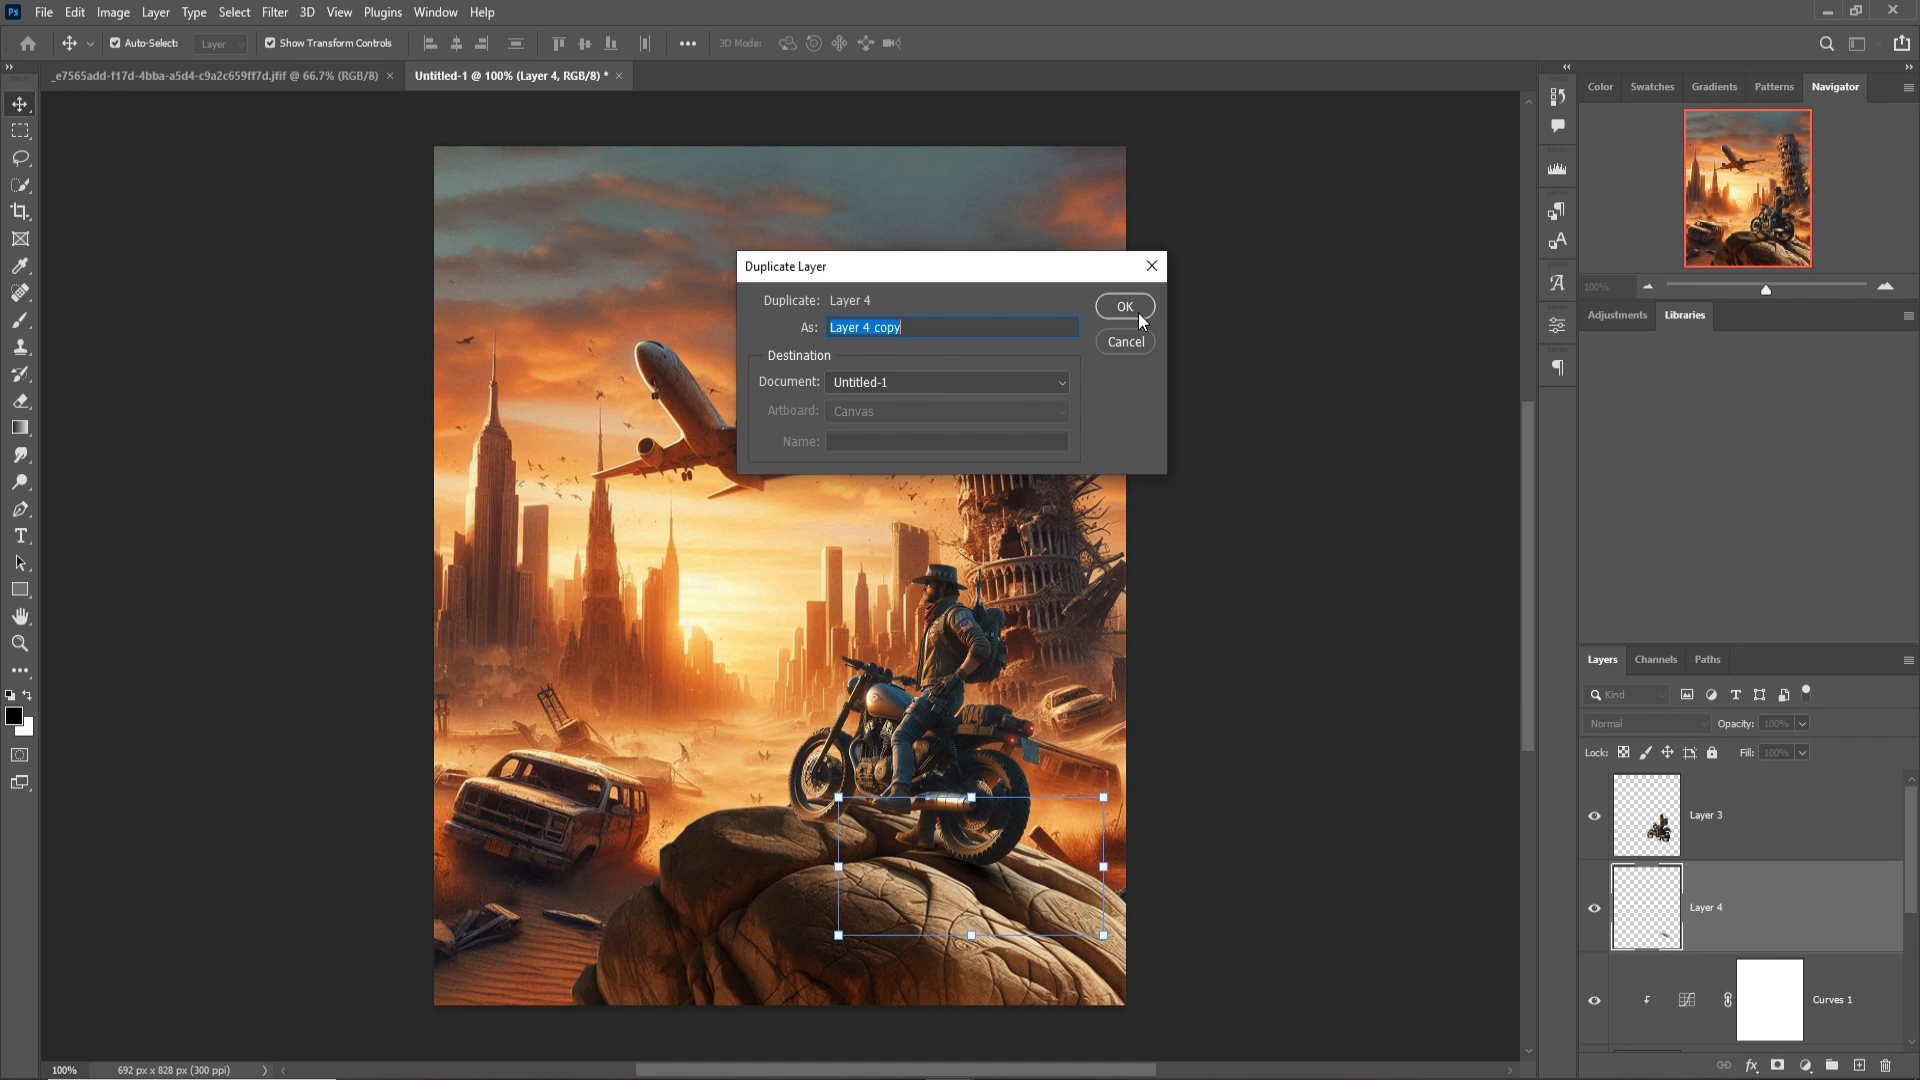 Ps File Edit Image Layer Type Select Filter 3D View Plugins Window Help
Auto-Select: Layer Show Transform Controls 3D Mode:
_e7565add-f17d-4bba-a5d4-c9a2c659ff7d.jfif @ 66.7% (RGB/8) × Untitled-1 @ 100% (Layer 4, RGB/8) * ×
Color Swatches Gradients Patterns Navigator
100%
Adjustments Libraries
Duplicate Layer
Duplicate: Layer 4
OK
As: Layer 4 copy
Cancel
Destination
Document: Untitled-1
Artboard: Canvas
Name:
Layers Channels Paths
Kind
Normal Opacity: 100%
Lock: Fill: 100%
Layer 3
Layer 4
Curves 1
100% 692 px x 828 px (300 ppi)